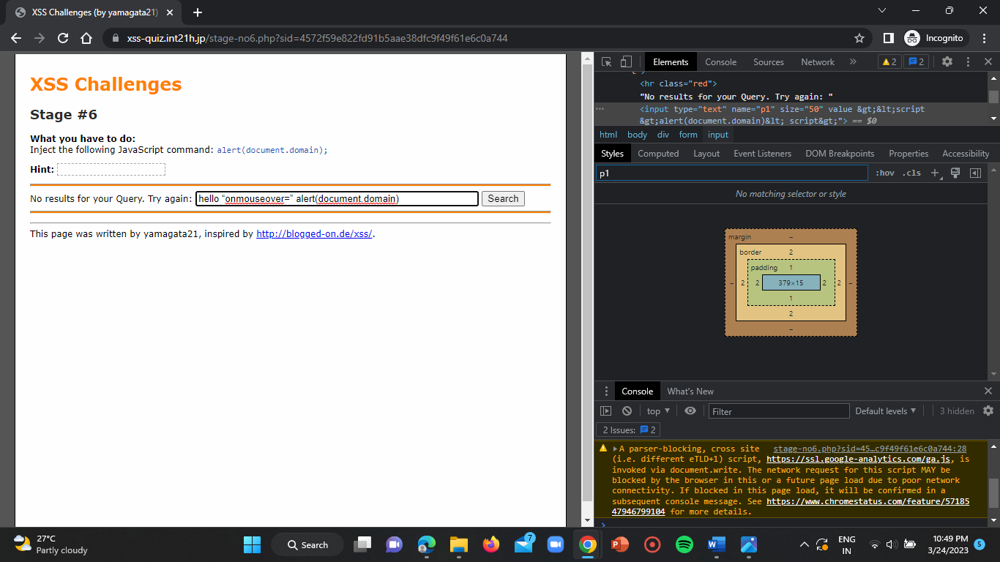 XSS Challenges (by yamagata21)
xss-quiz.int21h.jp/stage-no6.php?sid=4572f59e822fd91b5aae38dfc9f49f61e6c0a744
Incognito
XSS Challenges
Stage #6
What you have to do:
Inject the following JavaScript command: alert(document.domain);
Hint:
No results for your Query. Try again: hello “onmouseover=” alert(document.domain) Search
This page was written by yamagata21, inspired by http://blogged-on.de/xss/.
Elements Console Sources Network » 2 2
<hr class="red">
"No results for your Query. Try again: "
<input type="text" name="p1" size="50" value &gt;&lt;script
&gt;alert(document.domain)&lt; script&gt;"> == $0
html body div form input
Styles Computed Layout Event Listeners DOM Breakpoints Properties Accessibility
p1 :hov .cls
No matching selector or style
margin –
border 2
padding 1
– 2 2 379×15 2 2 –
1
2
–
Console What's New
top Filter Default levels 3 hidden
2 Issues: 2
A parser-blocking, cross site stage-no6.php?sid=45…c9f49f61e6c0a744:28
(i.e. different eTLD+1) script, https://ssl.google-analytics.com/ga.js, is
invoked via document.write. The network request for this script MAY be
blocked by the browser in this or a future page load due to poor network
connectivity. If blocked in this page load, it will be confirmed in a
subsequent console message. See https://www.chromestatus.com/feature/57185
47946799104 for more details.
27°C
Partly cloudy
Search
7
ENG
IN
10:49 PM
3/24/2023
5